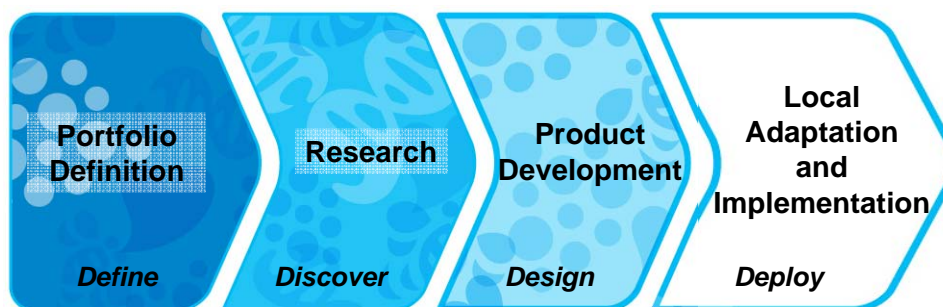 Portfolio
Definition
Define
Research
Discover
Product
Development
Design
Local
Adaptation
and
Implementation
Deploy